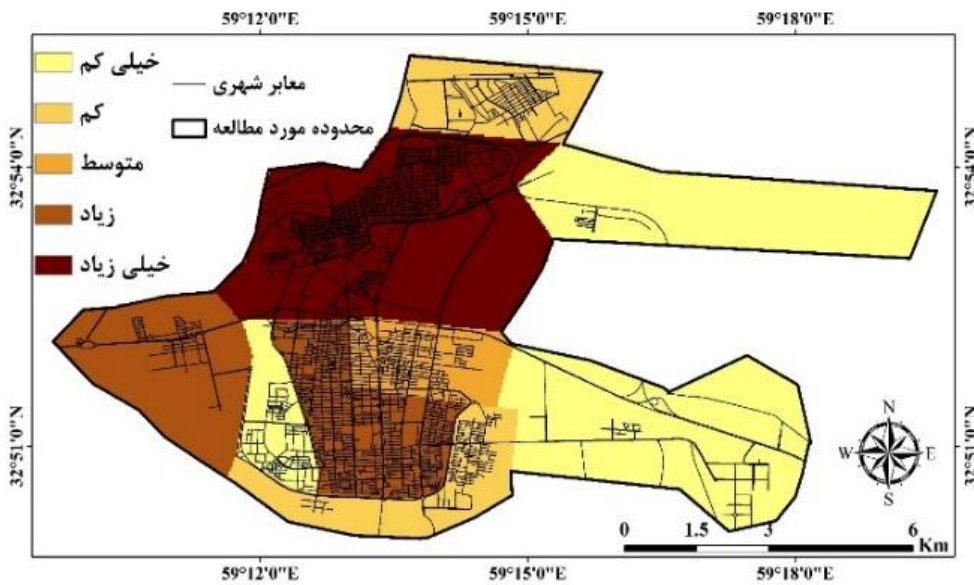 59°12'0"E 59°15'0"E 59°18'0"E
خیلی کم
کم
متوسط
زیاد
خیلی زیاد
معابر شهری
محدوده مورد مطالعه
32°54'0"N 32°54'0"N
32°51'0"N 32°51'0"N
N
W E
S
0 1.5 3 6
Km
59°12'0"E 59°15'0"E 59°18'0"E